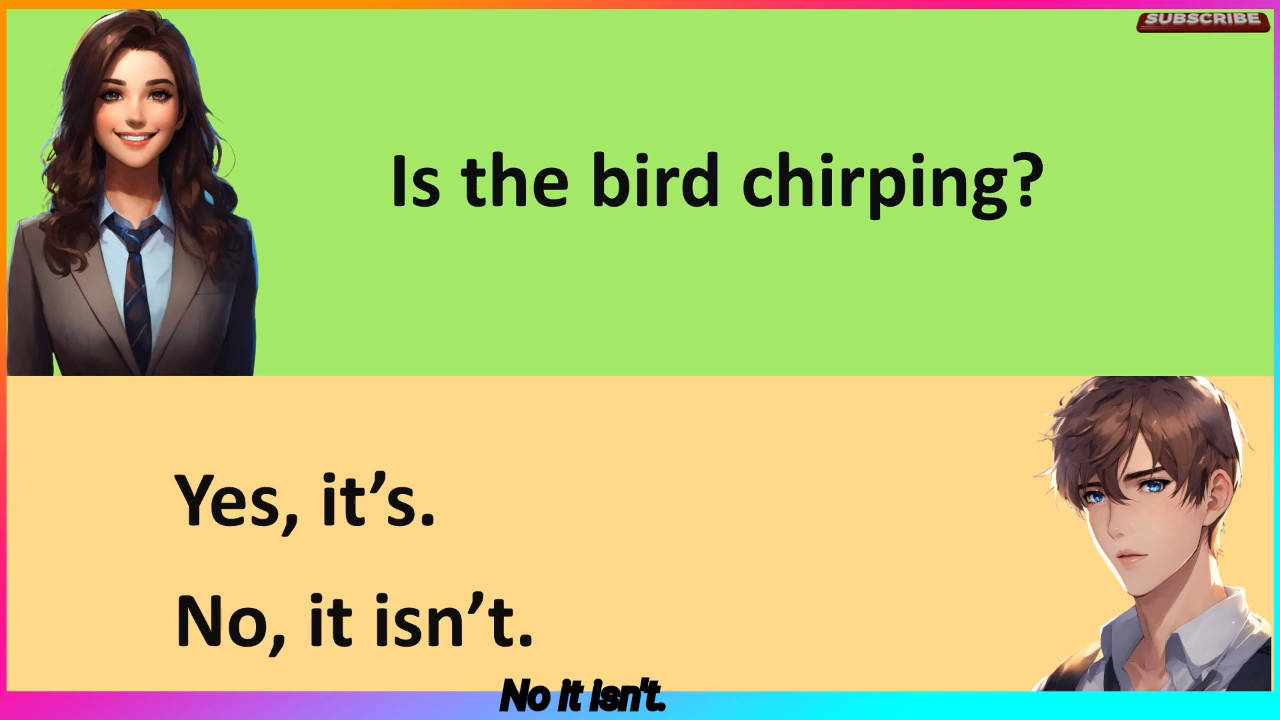 SUBSCRIBE
Is the bird chirping?
Yes, it’s.
No, it isn’t.
No it isn't.